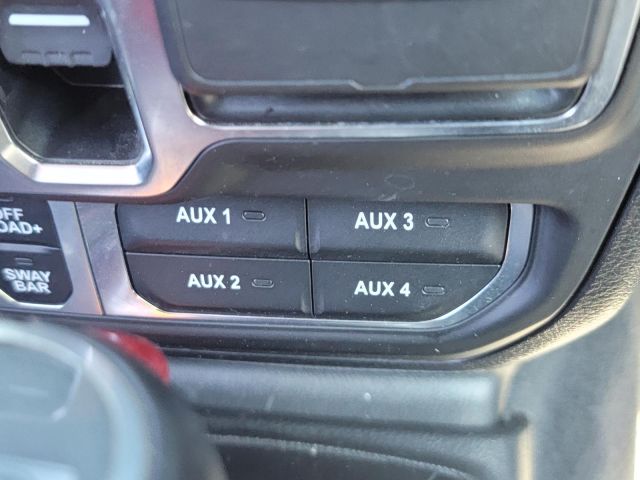 AUX 1
AUX 3
OFF
ROAD+
AUX 2
AUX 4
SWAY
BAR